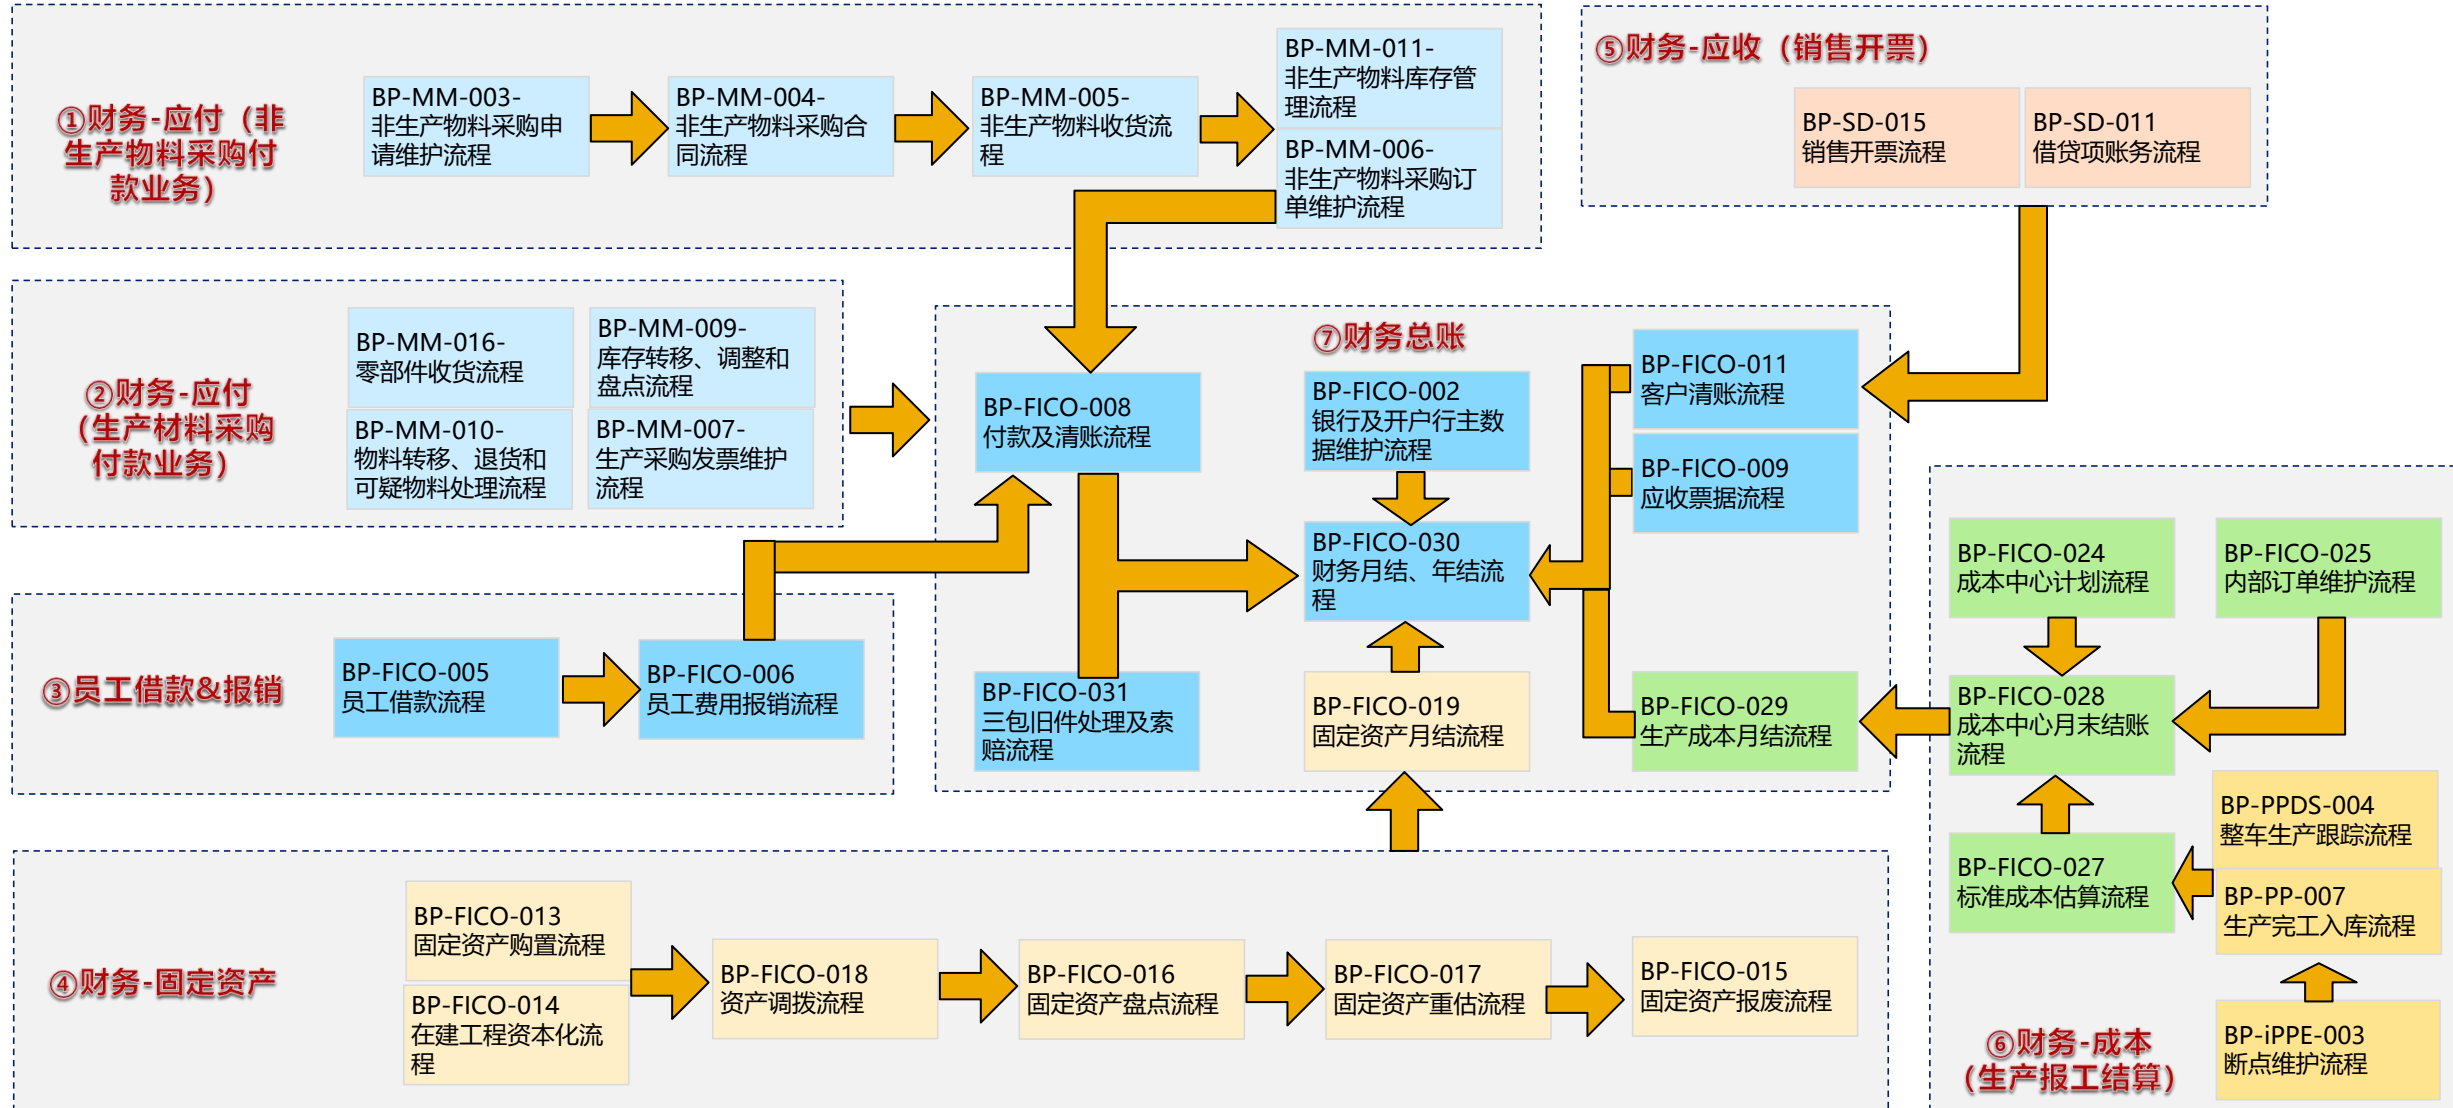 ①财务-应付（非
生产物料采购付
款业务）
BP-MM-003-
非生产物料采购申
请维护流程
BP-MM-004-
非生产物料采购合
同流程
BP-MM-005-
非生产物料收货流
程
BP-MM-011-
非生产物料库存管
理流程
BP-MM-006-
非生产物料采购订
单维护流程
⑤财务-应收（销售开票）
BP-SD-015
销售开票流程
BP-SD-011
借贷项账务流程
②财务-应付
（生产材料采购
付款业务）
BP-MM-016-
零部件收货流程
BP-MM-009-
库存转移、调整和
盘点流程
BP-MM-010-
物料转移、退货和
可疑物料处理流程
BP-MM-007-
生产采购发票维护
流程
⑦财务总账
BP-FICO-008
付款及清账流程
BP-FICO-002
银行及开户行主数
据维护流程
BP-FICO-011
客户清账流程
BP-FICO-009
应收票据流程
BP-FICO-030
财务月结、年结流
程
BP-FICO-031
三包旧件处理及索
赔流程
BP-FICO-019
固定资产月结流程
BP-FICO-029
生产成本月结流程
③员工借款&报销
BP-FICO-005
员工借款流程
BP-FICO-006
员工费用报销流程
BP-FICO-024
成本中心计划流程
BP-FICO-025
内部订单维护流程
BP-FICO-028
成本中心月末结账
流程
BP-PPDS-004
整车生产跟踪流程
BP-FICO-027
标准成本估算流程
BP-PP-007
生产完工入库流程
BP-iPPE-003
断点维护流程
⑥财务-成本
（生产报工结算）
④财务-固定资产
BP-FICO-013
固定资产购置流程
BP-FICO-014
在建工程资本化流
程
BP-FICO-018
资产调拨流程
BP-FICO-016
固定资产盘点流程
BP-FICO-017
固定资产重估流程
BP-FICO-015
固定资产报废流程